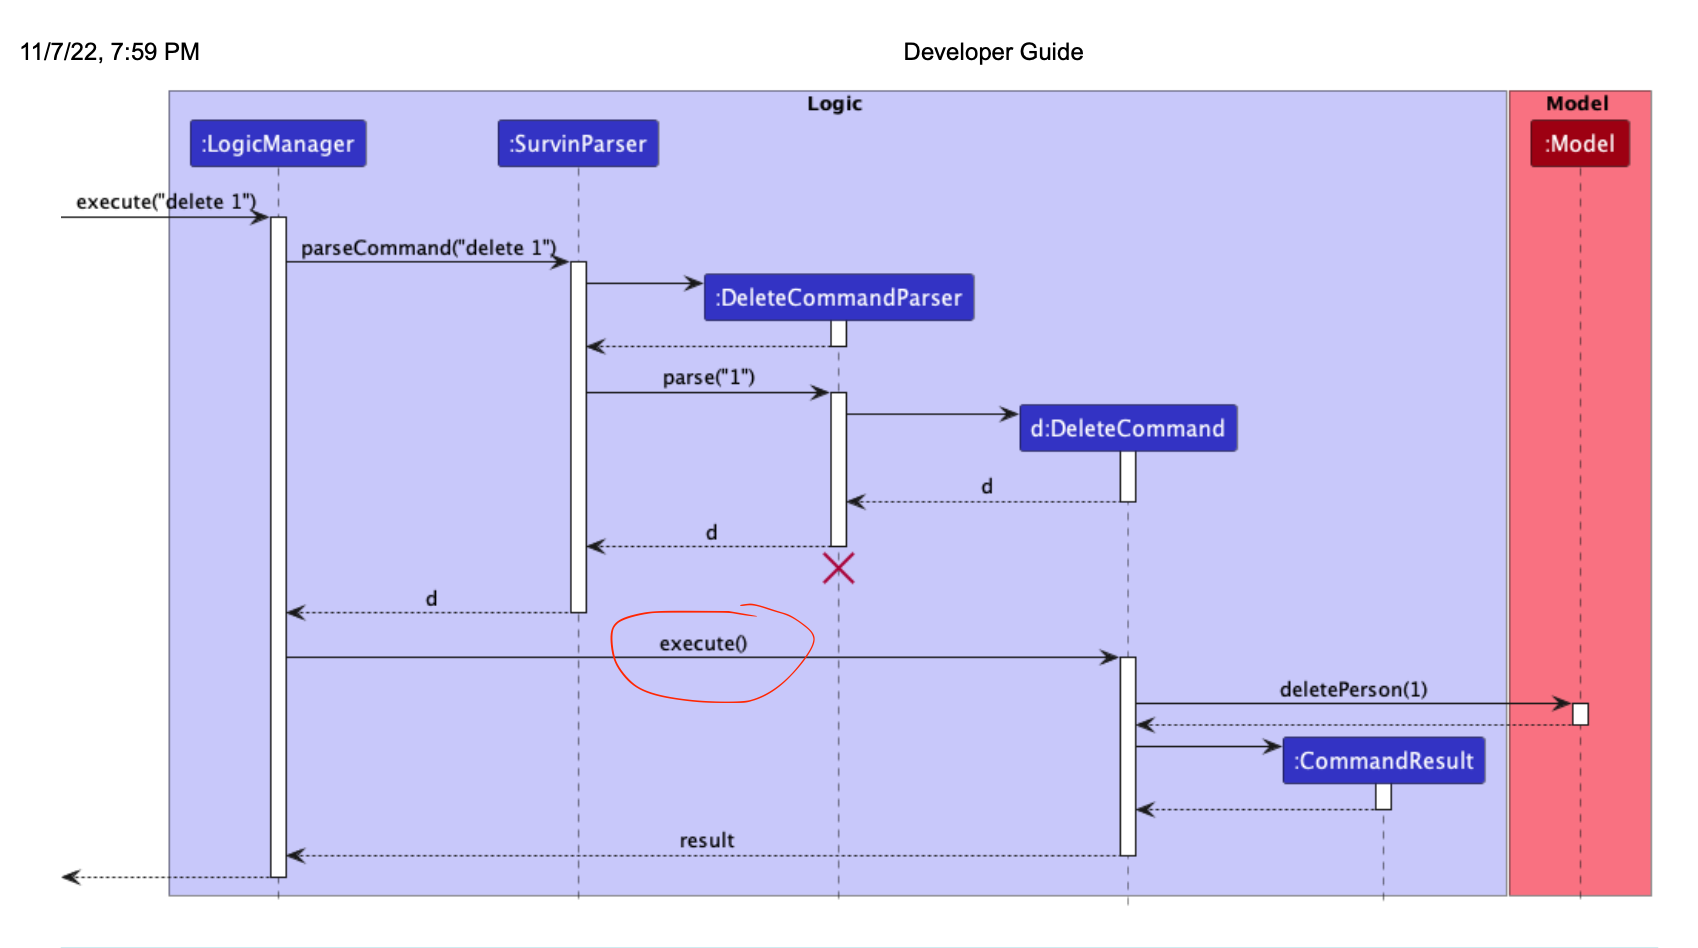 11/7/22, 7:59 PM
Developer Guide
Logic
Model
:LogicManager
:SurvinParser
:Model
execute("delete 1")
parseCommand("delete 1")
:DeleteCommandParser
parse("1")
d:DeleteCommand
d
d
d
execute()
deletePerson(1)
:CommandResult
result